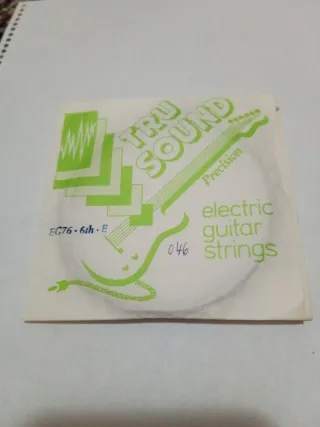 TRU
SOUND
Precision
electric
guitar
strings
EG76 - 6th - E
046